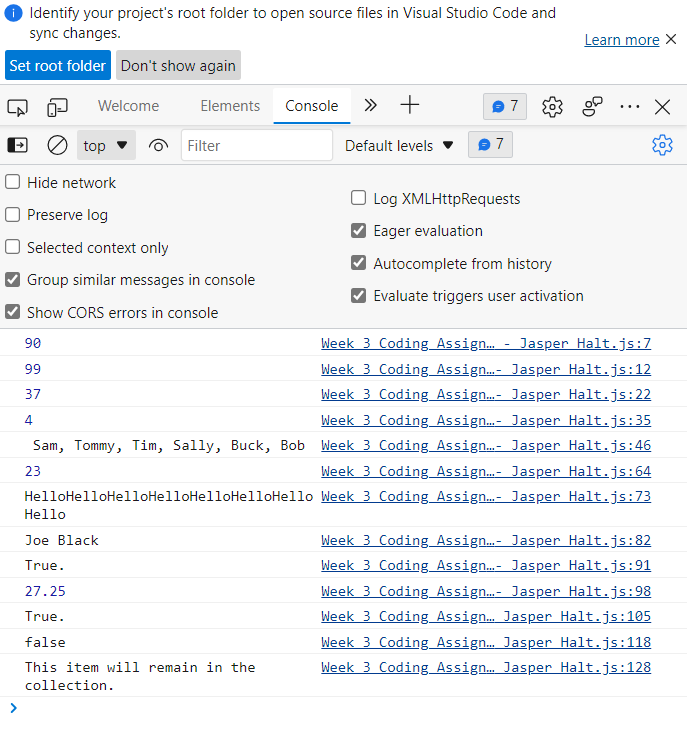 Identify your project's root folder to open source files in Visual Studio Code and
sync changes.
Learn more
Set root folder Don't show again
Welcome Elements Console 7
top Filter Default levels 7
Hide network
Preserve log
Selected context only
Group similar messages in console
Show CORS errors in console
Log XMLHttpRequests
Eager evaluation
Autocomplete from history
Evaluate triggers user activation
90 Week 3 Coding Assign… - Jasper Halt.js:7
99 Week 3 Coding Assign…- Jasper Halt.js:12
37 Week 3 Coding Assign…- Jasper Halt.js:22
4 Week 3 Coding Assign…- Jasper Halt.js:35
Sam, Tommy, Tim, Sally, Buck, Bob Week 3 Coding Assign…- Jasper Halt.js:46
23 Week 3 Coding Assign…- Jasper Halt.js:64
HelloHelloHelloHelloHelloHelloHello Week 3 Coding Assign…- Jasper Halt.js:73
Hello
Joe Black Week 3 Coding Assign…- Jasper Halt.js:82
True. Week 3 Coding Assign…- Jasper Halt.js:91
27.25 Week 3 Coding Assign…- Jasper Halt.js:98
True. Week 3 Coding Assign… Jasper Halt.js:105
false Week 3 Coding Assign… Jasper Halt.js:118
This item will remain in the Week 3 Coding Assign… Jasper Halt.js:128
collection.